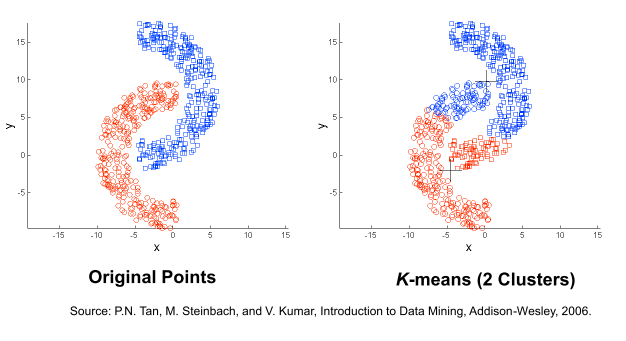 15
10
5
0
-5
y
-15 -10 -5 0 5 10 15
x
Original Points
15
10
5
0
-5
y
-15 -10 -5 0 5 10 15
x
K-means (2 Clusters)
Source: P.N. Tan, M. Steinbach, and V. Kumar, Introduction to Data Mining, Addison-Wesley, 2006.